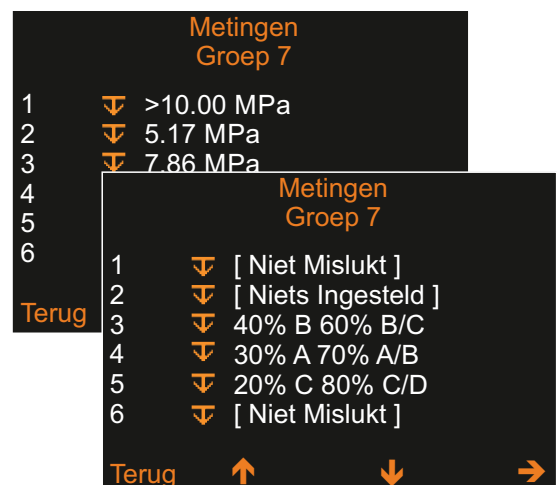 Metingen
Groep 7
1 >10.00 MPa
2 5.17 MPa
3 7.86 MPa
4
5
6
Terug
Metingen
Groep 7
1 [ Niet Mislukt ]
2 [ Niets Ingesteld ]
3 40% B 60% B/C
4 30% A 70% A/B
5 20% C 80% C/D
6 [ Niet Mislukt ]
Terug